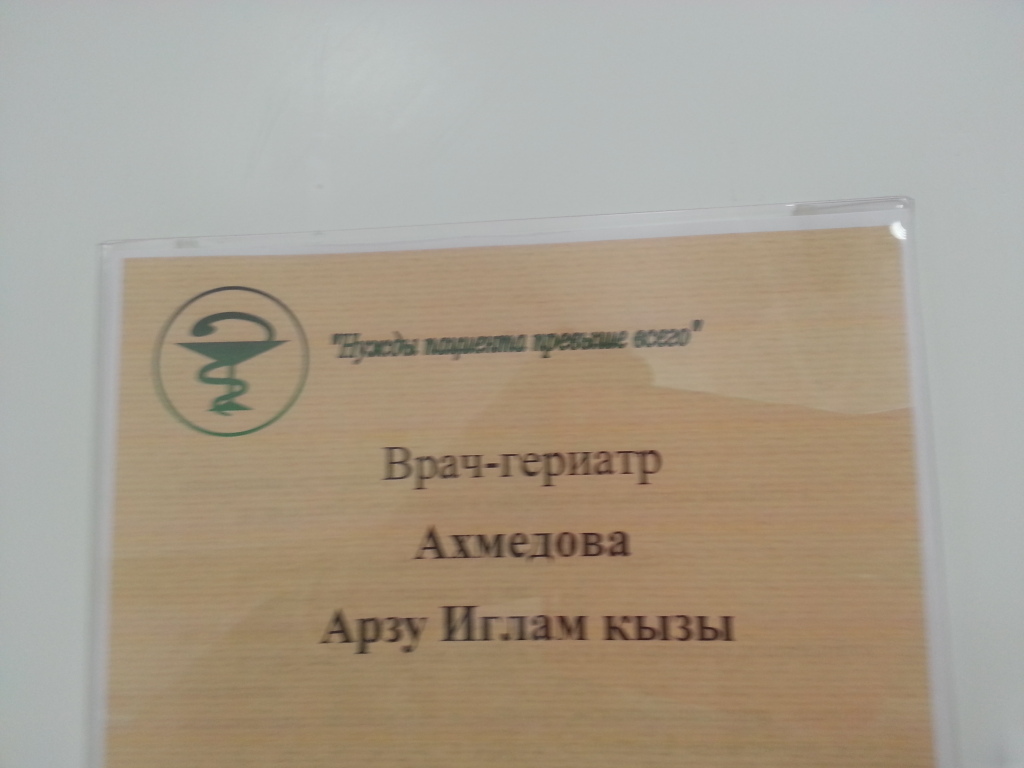 "Нужды пациента превыше всего"
Врач-гериатр
Ахмедова
Арзу Иглам кызы